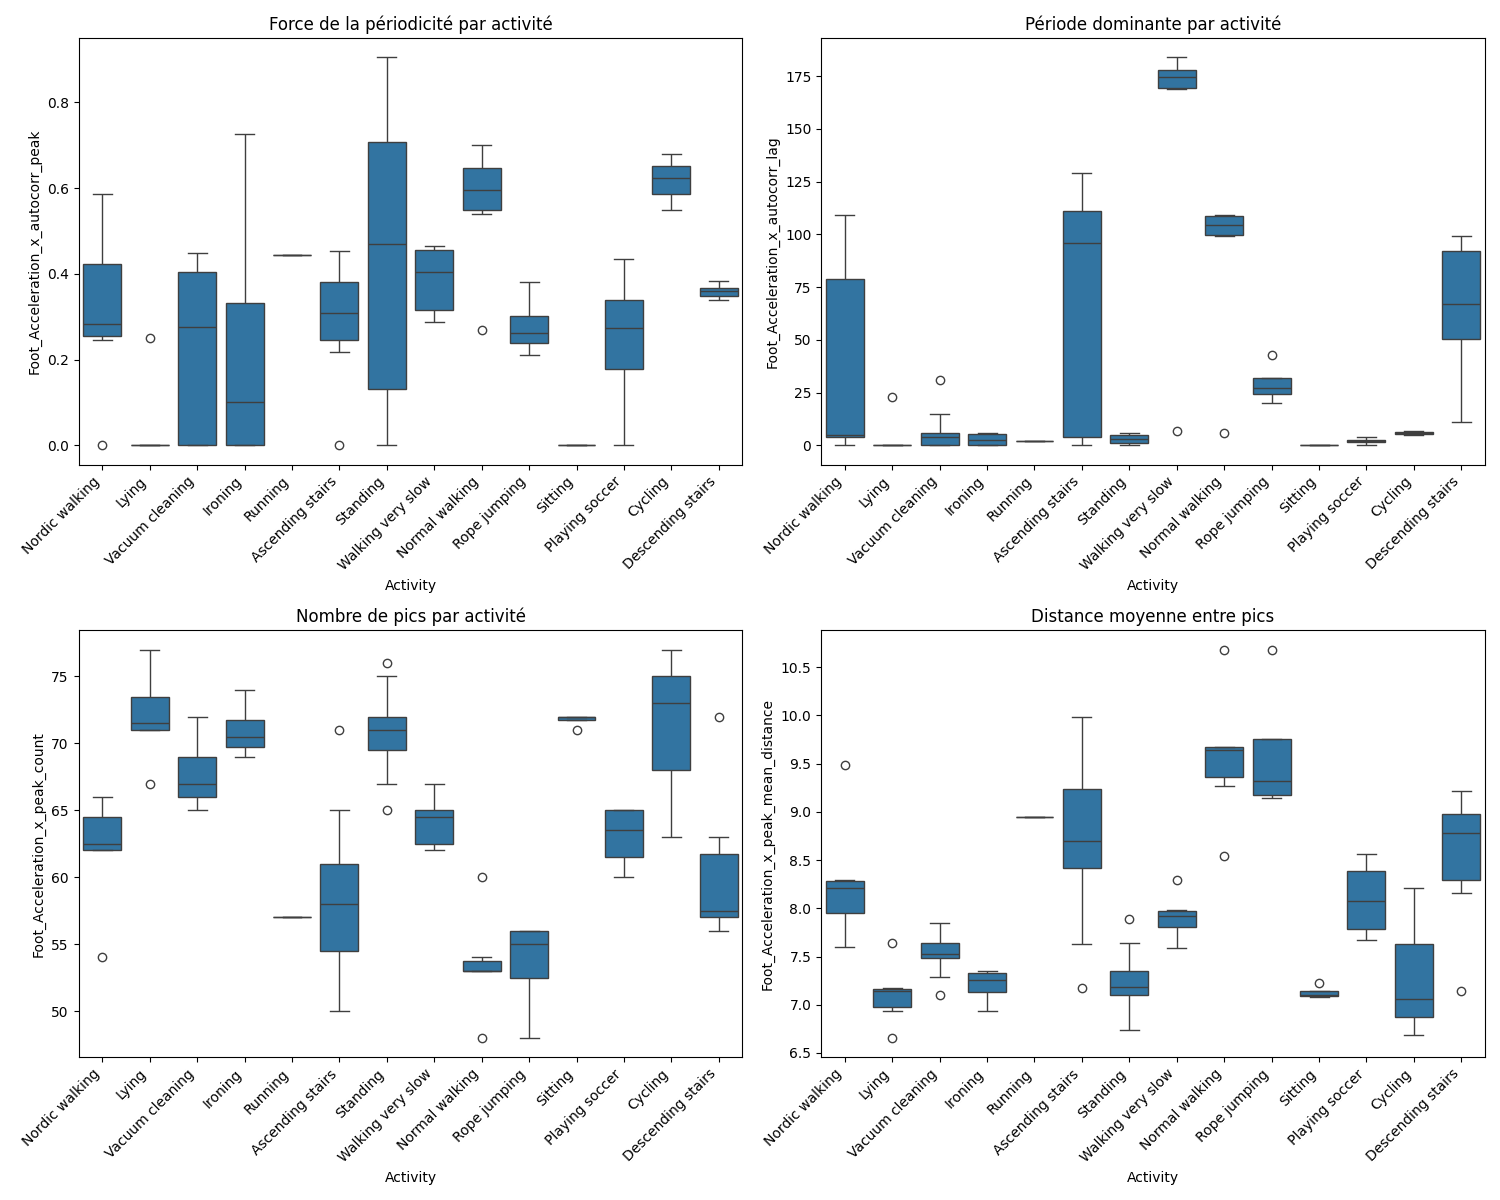 Force de la périodicité par activité
Foot_Acceleration_x_autocorr_peak
0.8
0.6
0.4
0.2
0.0
Nordic walking
Lying
Vacuum cleaning
Ironing
Running
Ascending stairs
Standing
Walking very slow
Normal walking
Rope jumping
Sitting
Playing soccer
Cycling
Descending stairs
Activity
Période dominante par activité
Foot_Acceleration_x_autocorr_lag
175
150
125
100
75
50
25
0
Nordic walking
Lying
Vacuum cleaning
Ironing
Running
Ascending stairs
Standing
Walking very slow
Normal walking
Rope jumping
Sitting
Playing soccer
Cycling
Descending stairs
Activity
Nombre de pics par activité
Foot_Acceleration_x_peak_count
75
70
65
60
55
50
Nordic walking
Lying
Vacuum cleaning
Ironing
Running
Ascending stairs
Standing
Walking very slow
Normal walking
Rope jumping
Sitting
Playing soccer
Cycling
Descending stairs
Activity
Distance moyenne entre pics
Foot_Acceleration_x_peak_mean_distance
10.5
10.0
9.5
9.0
8.5
8.0
7.5
7.0
6.5
Nordic walking
Lying
Vacuum cleaning
Ironing
Running
Ascending stairs
Standing
Walking very slow
Normal walking
Rope jumping
Sitting
Playing soccer
Cycling
Descending stairs
Activity